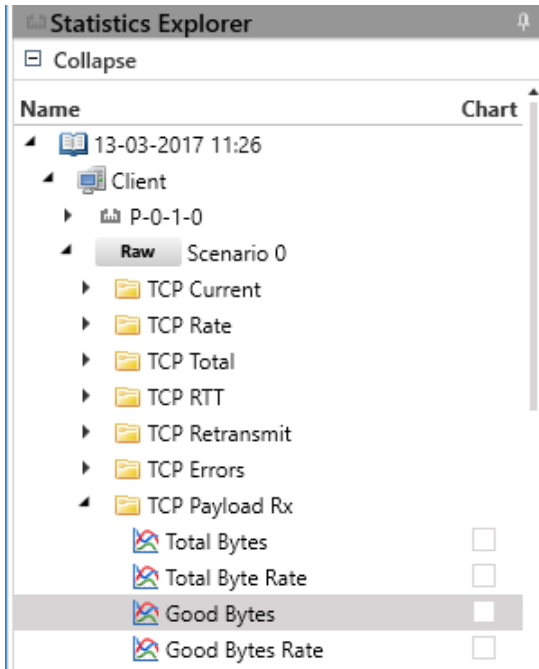 Statistics Explorer
Collapse
Name Chart
13-03-2017 11:26
Client
P-0-1-0
Raw Scenario 0
TCP Current
TCP Rate
TCP Total
TCP RTT
TCP Retransmit
TCP Errors
TCP Payload Rx
Total Bytes
Total Byte Rate
Good Bytes
Good Bytes Rate